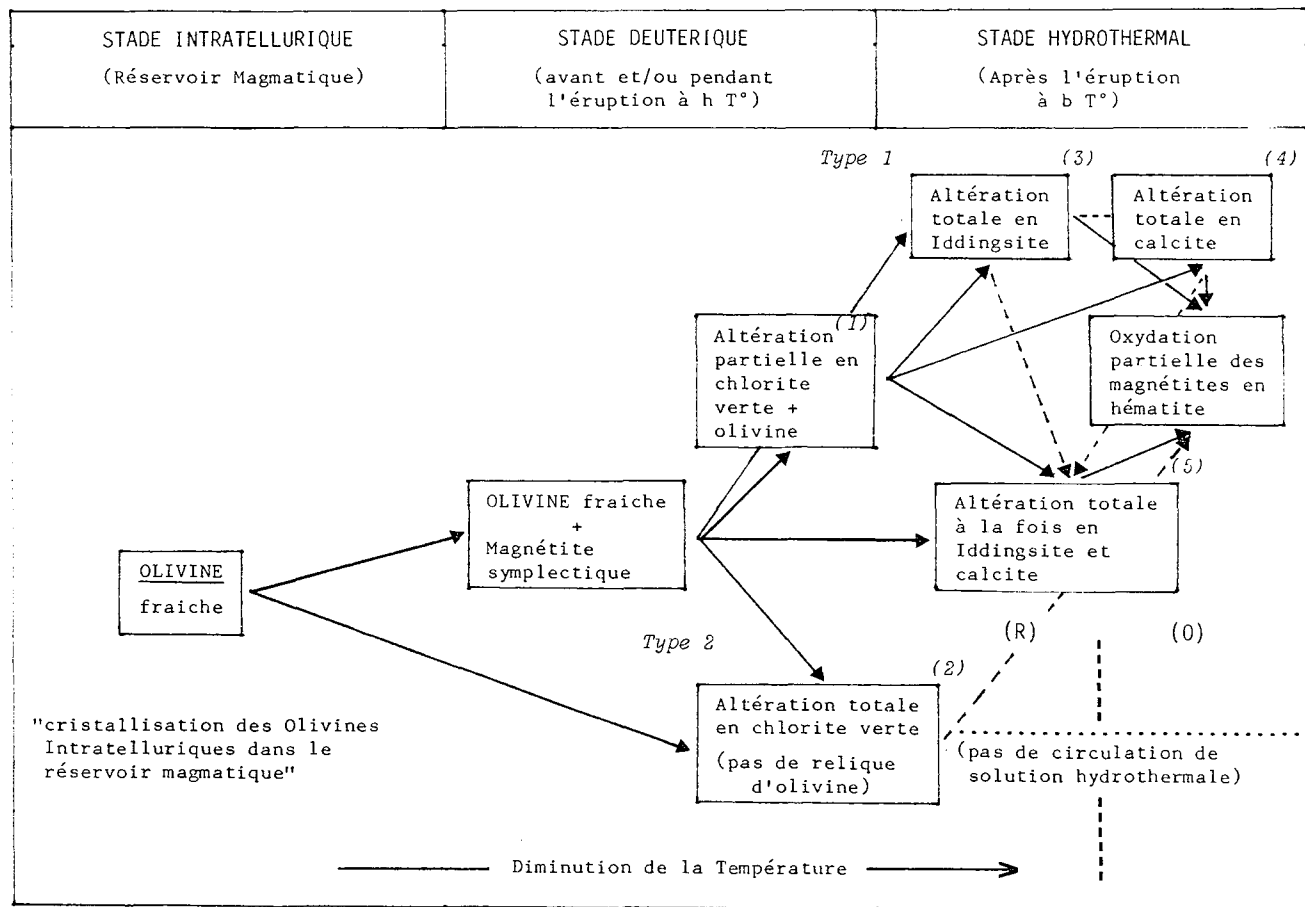 STADE INTRATELLURIQUE
(Réservoir Magmatique)
STADE DEUTERIQUE
(avant et/ou pendant
l'éruption à h T°)
STADE HYDROTHERMAL
(Après l'éruption
à b T°)
Type 1
(3)
(4)
Altération
totale en
Iddingsite
Altération
totale en
calcite
(1)
Altération
partielle en
chlorite
verte +
olivine
Oxydation
partielle des
magnétites en
hématite
(5)
OLIVINE fraiche
+
Magnétite
symplectique
Altération totale
à la fois en
Iddingsite et
calcite
OLIVINE
fraiche
(R)
(O)
Type 2
(2)
Altération totale
en chlorite verte
(pas de relique
d'olivine)
"cristallisation des Olivines
Intratelluriques dans le
réservoir magmatique"
(pas de circulation de
solution hydrothermale)
Diminution de la Température